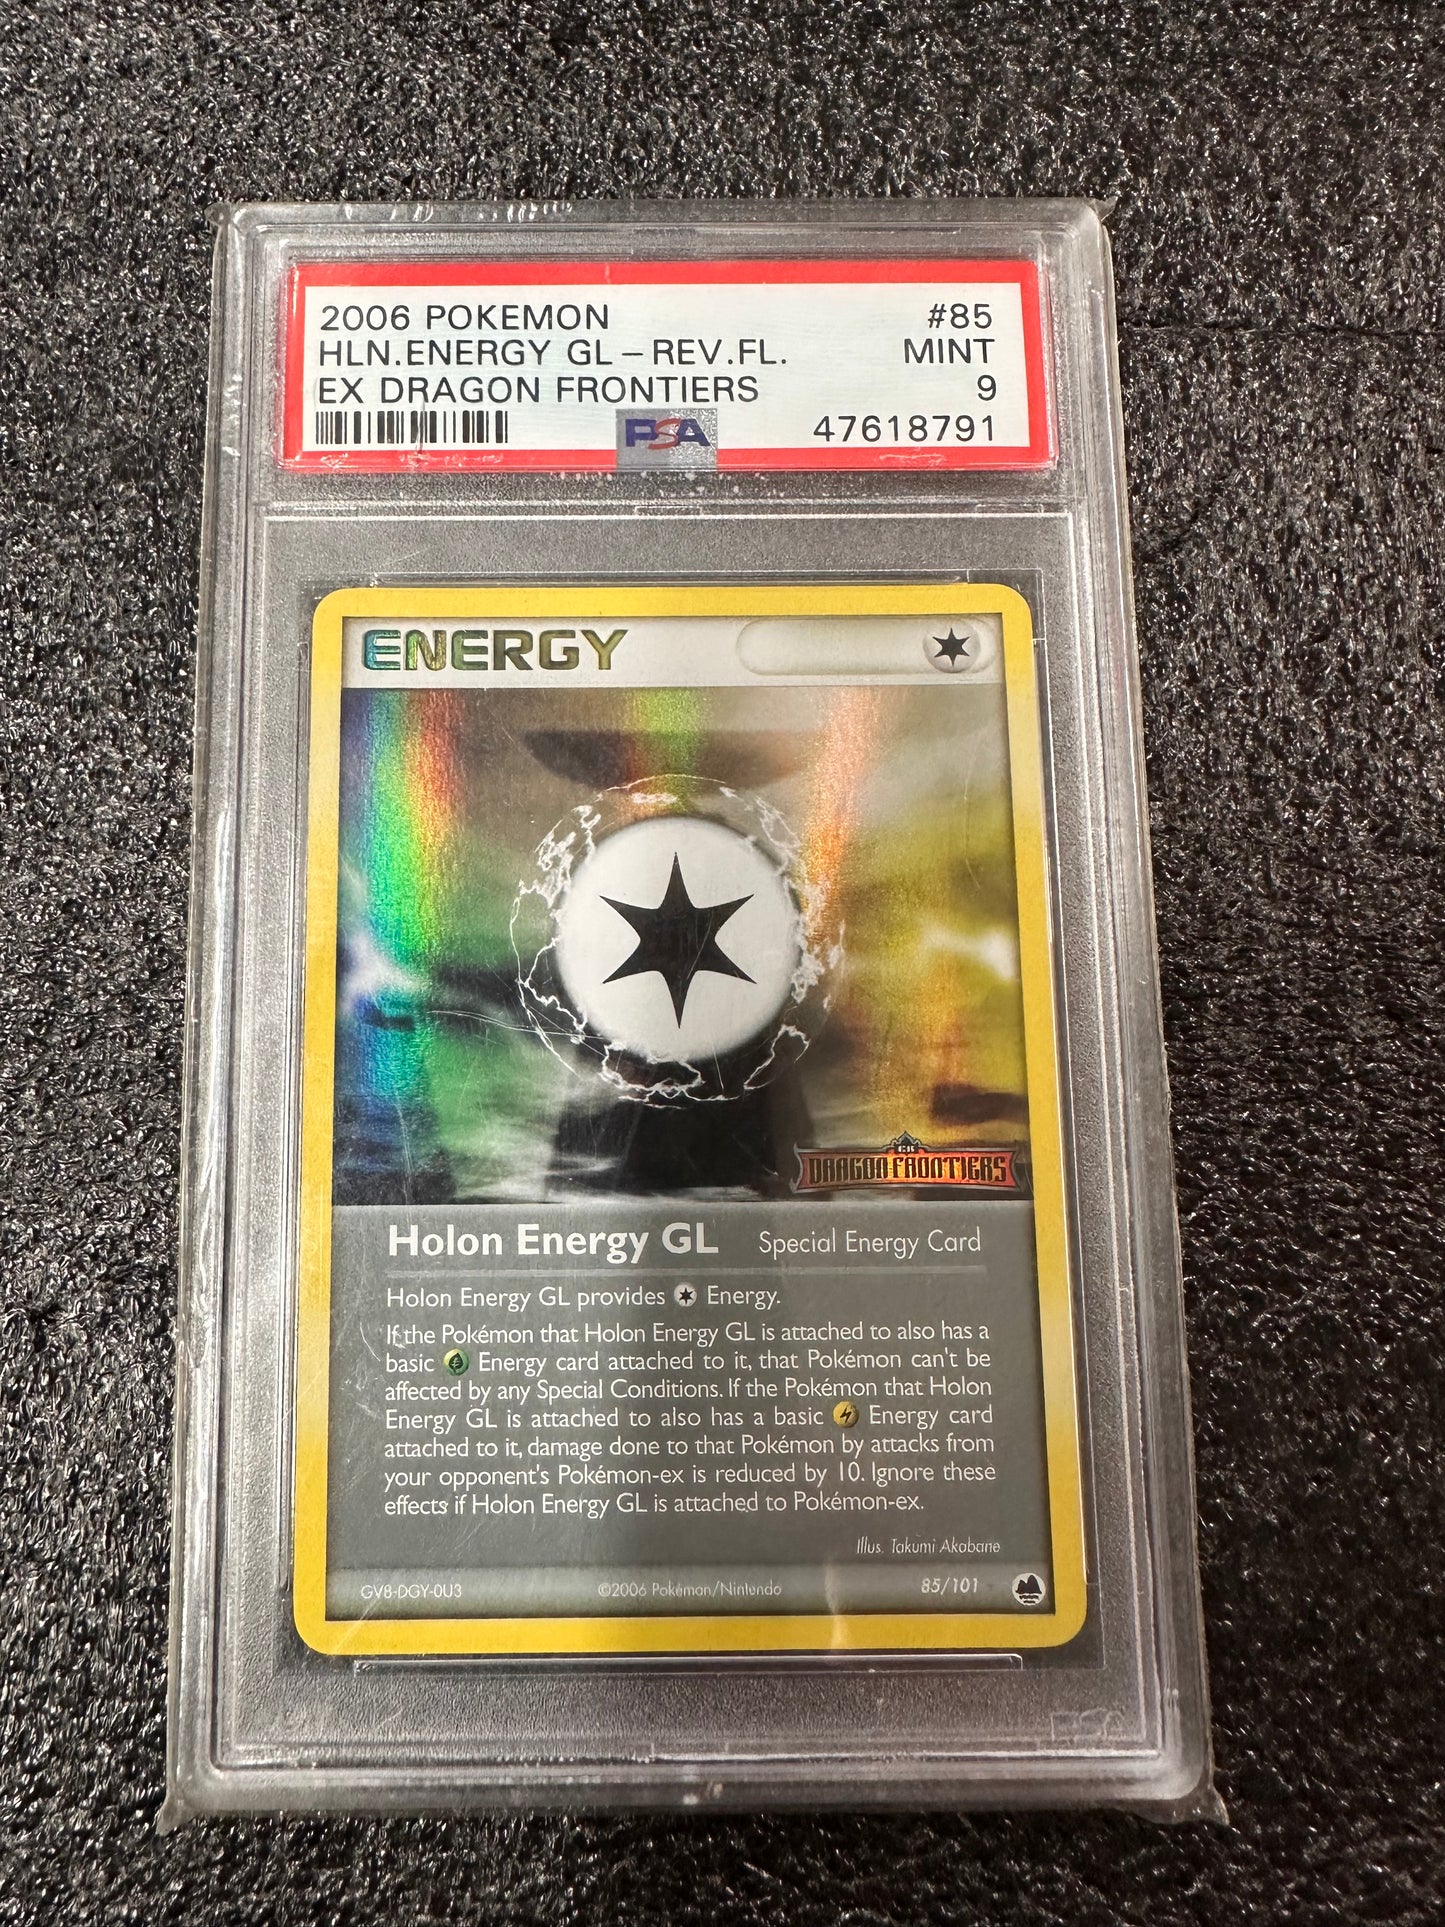 2006 POKEMON #85
HLN.ENERGY GL - REV.FL. MINT
EX DRAGON FRONTIERS 9
PSA 47618791
ENERGY
EX
DRAGON FRONTIERS
Holon Energy GL Special Energy Card
Holon Energy GL provides Energy.
If the Pokémon that Holon Energy GL is attached to also has a
basic Energy card attached to it, that Pokémon can't be
affected by any Special Conditions. If the Pokémon that Holon
Energy GL is attached to also has a basic Energy card
attached to it, damage done to that Pokémon by attacks from
your opponent's Pokémon-ex is reduced by 10. Ignore these
effects if Holon Energy GL is attached to Pokémon-ex.
Illus. Takumi Akabane
GV8-DGY-0U3 ©2006 Pokémon/Nintendo 85/101
PSA